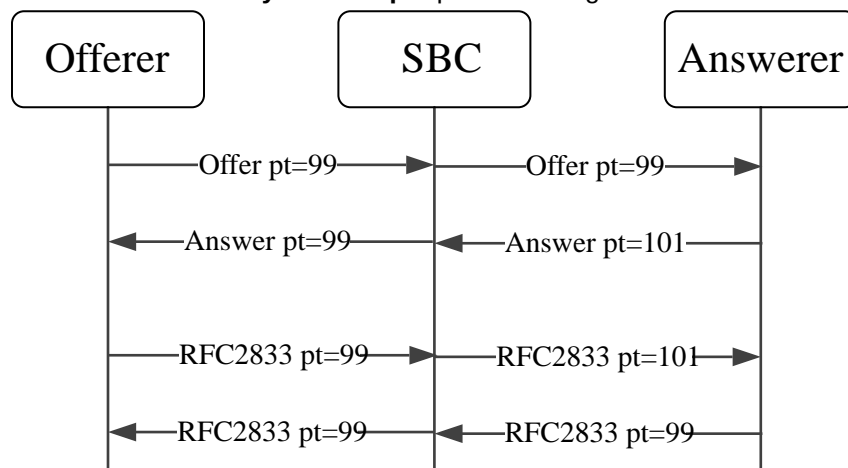 Offerer SBC Answerer
Offer pt=99 Offer pt=99
Answer pt=99 Answer pt=101
RFC2833 pt=99 RFC2833 pt=101
RFC2833 pt=99 RFC2833 pt=99